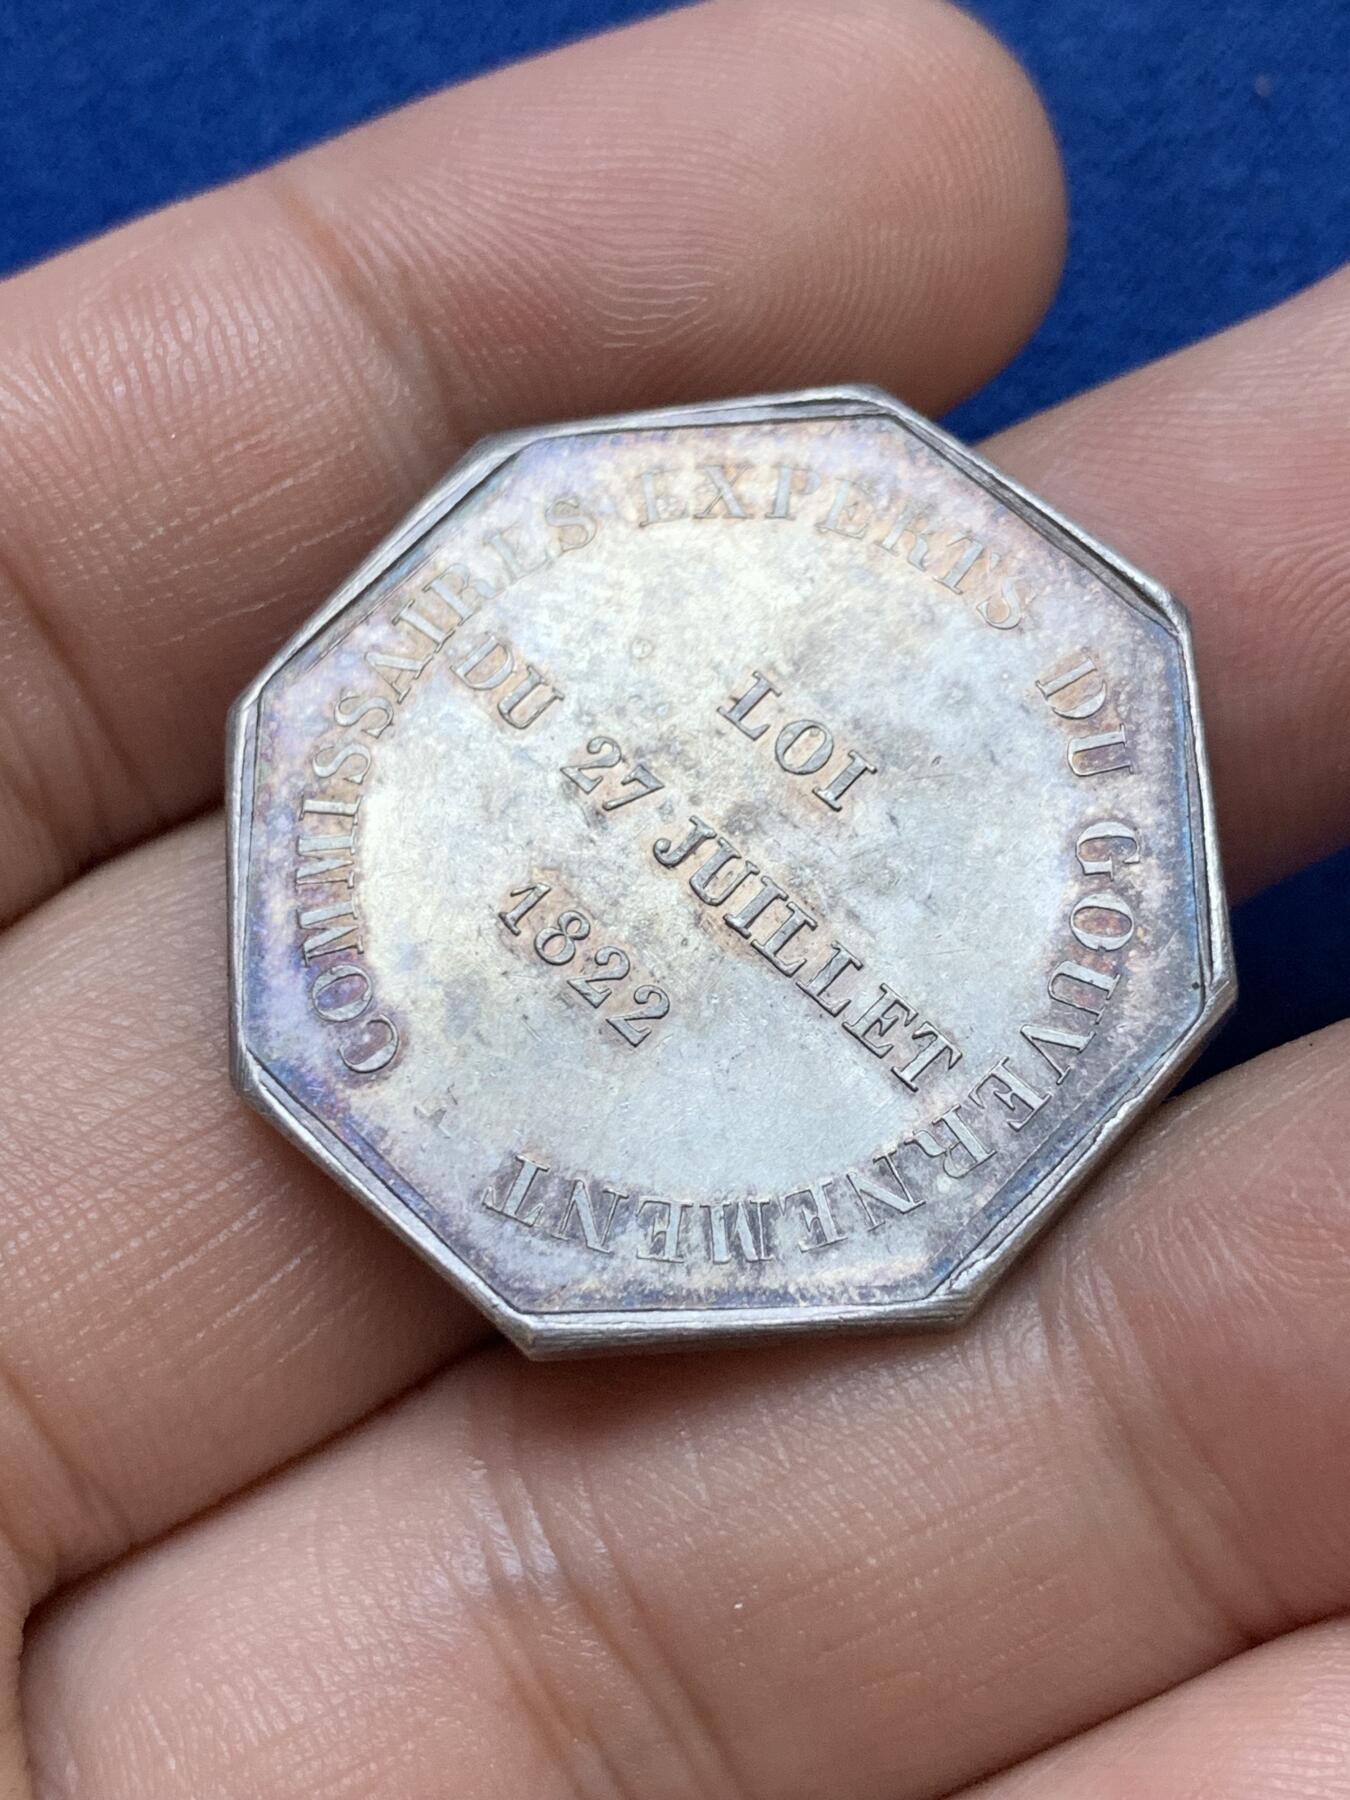 COMMISSAIRES EXPERTS DU GOUVERNEMENT
LOI
DU 27 JUILLET
1822